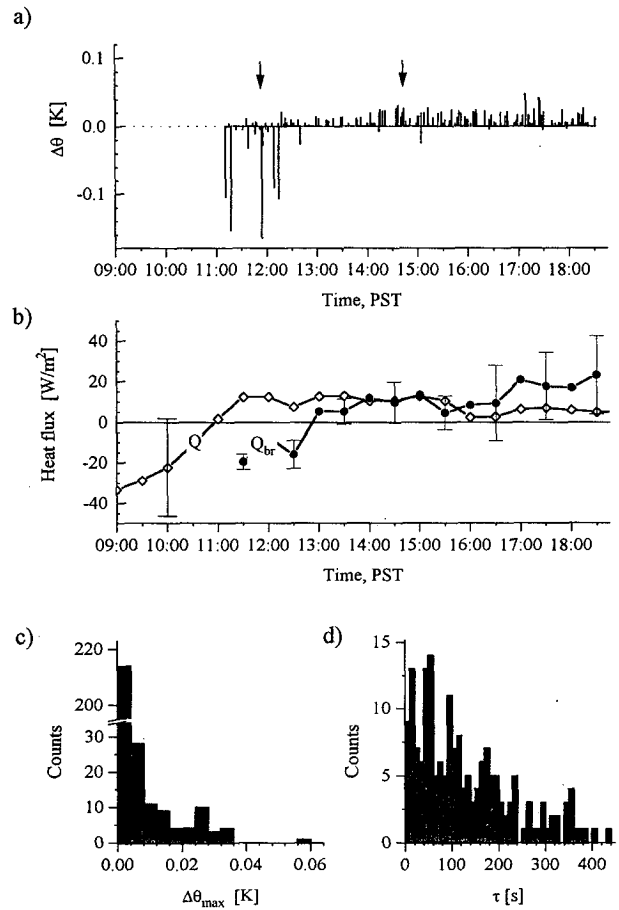 a)
0.1
0.0
-0.1
Δθ [K]
09:00 10:00 11:00 12:00 13:00 14:00 15:00 16:00 17:00 18:00
Time, PST
b)
40
20
0
-20
-40
Heat flux [W/m²]
Q
Q_br
09:00 10:00 11:00 12:00 13:00 14:00 15:00 16:00 17:00 18:00
Time, PST
c)
220
200
30
20
10
0
Counts
0.00 0.02 0.04 0.06
Δθ_max [K]
d)
15
10
5
0
Counts
0 100 200 300 400
τ [s]